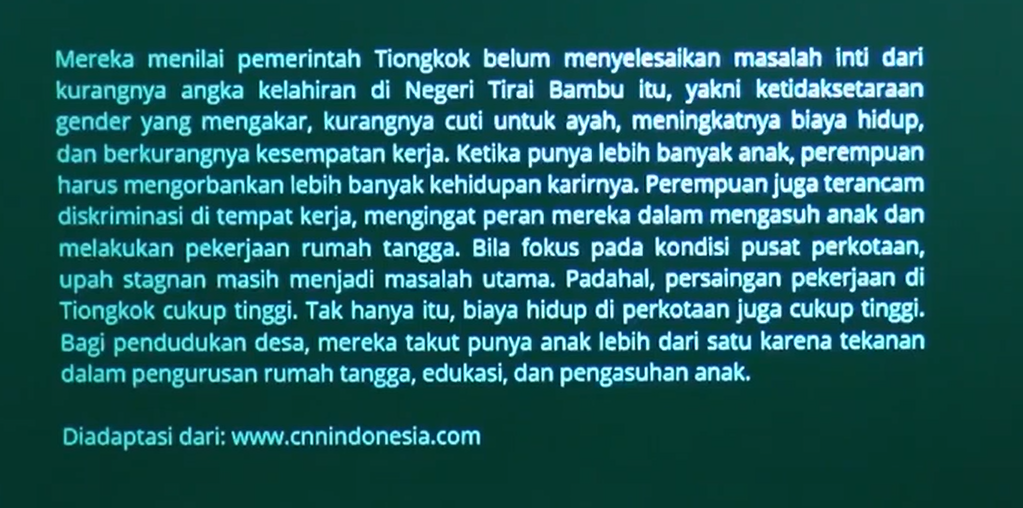 Mereka menilai pemerintah Tiongkok belum menyelesaikan masalah inti dari
kurangnya angka kelahiran di Negeri Tirai Bambu itu, yakni ketidaksetaraan
gender yang mengakar, kurangnya cuti untuk ayah, meningkatnya biaya hidup,
dan berkurangnya kesempatan kerja. Ketika punya lebih banyak anak, perempuan
harus mengorbankan lebih banyak kehidupan karirnya. Perempuan juga terancam
diskriminasi di tempat kerja, mengingat peran mereka dalam mengasuh anak dan
melakukan pekerjaan rumah tangga. Bila fokus pada kondisi pusat perkotaan,
upah stagnan masih menjadi masalah utama. Padahal, persaingan pekerjaan di
Tiongkok cukup tinggi. Tak hanya itu, biaya hidup di perkotaan juga cukup tinggi.
Bagi pendudukan desa, mereka takut punya anak lebih dari satu karena tekanan
dalam pengurusan rumah tangga, edukasi, dan pengasuhan anak.
Diadaptasi dari: www.cnnindonesia.com